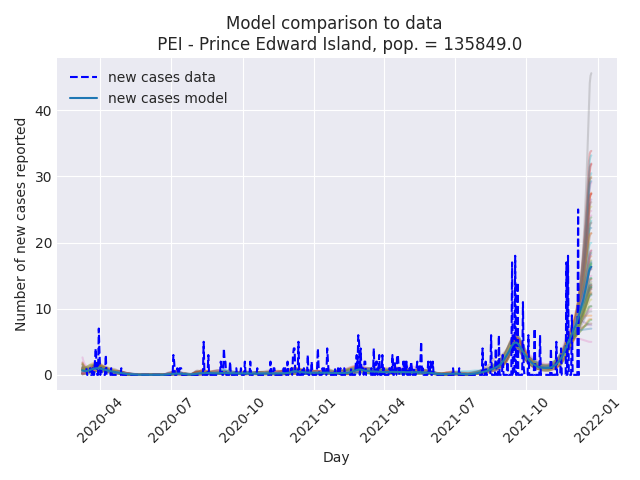 Model comparison to data
PEI - Prince Edward Island, pop. = 135849.0
new cases data
new cases model
Number of new cases reported
40
30
20
10
0
2020-04
2020-07
2020-10
2021-01
2021-04
2021-07
2021-10
2022-01
Day